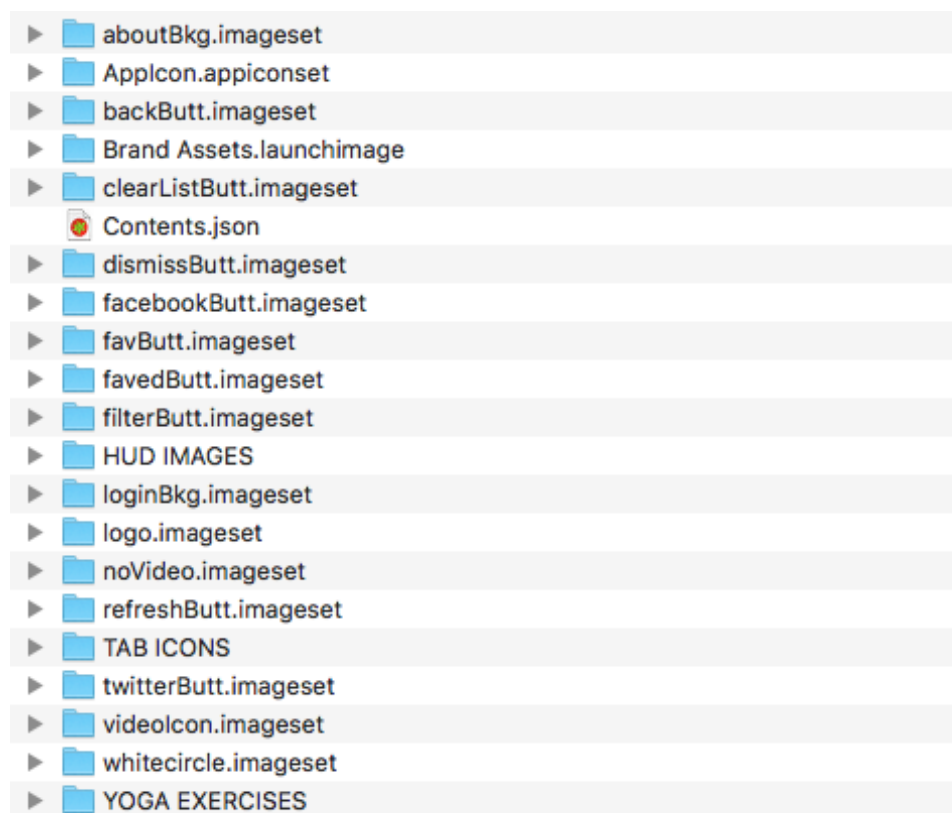 aboutBkg.imageset
AppIcon.appiconset
backButt.imageset
Brand Assets.launchimage
clearListButt.imageset
Contents.json
dismissButt.imageset
facebookButt.imageset
favButt.imageset
favedButt.imageset
filterButt.imageset
HUD IMAGES
loginBkg.imageset
logo.imageset
noVideo.imageset
refreshButt.imageset
TAB ICONS
twitterButt.imageset
videoIcon.imageset
whitecircle.imageset
YOGA EXERCISES